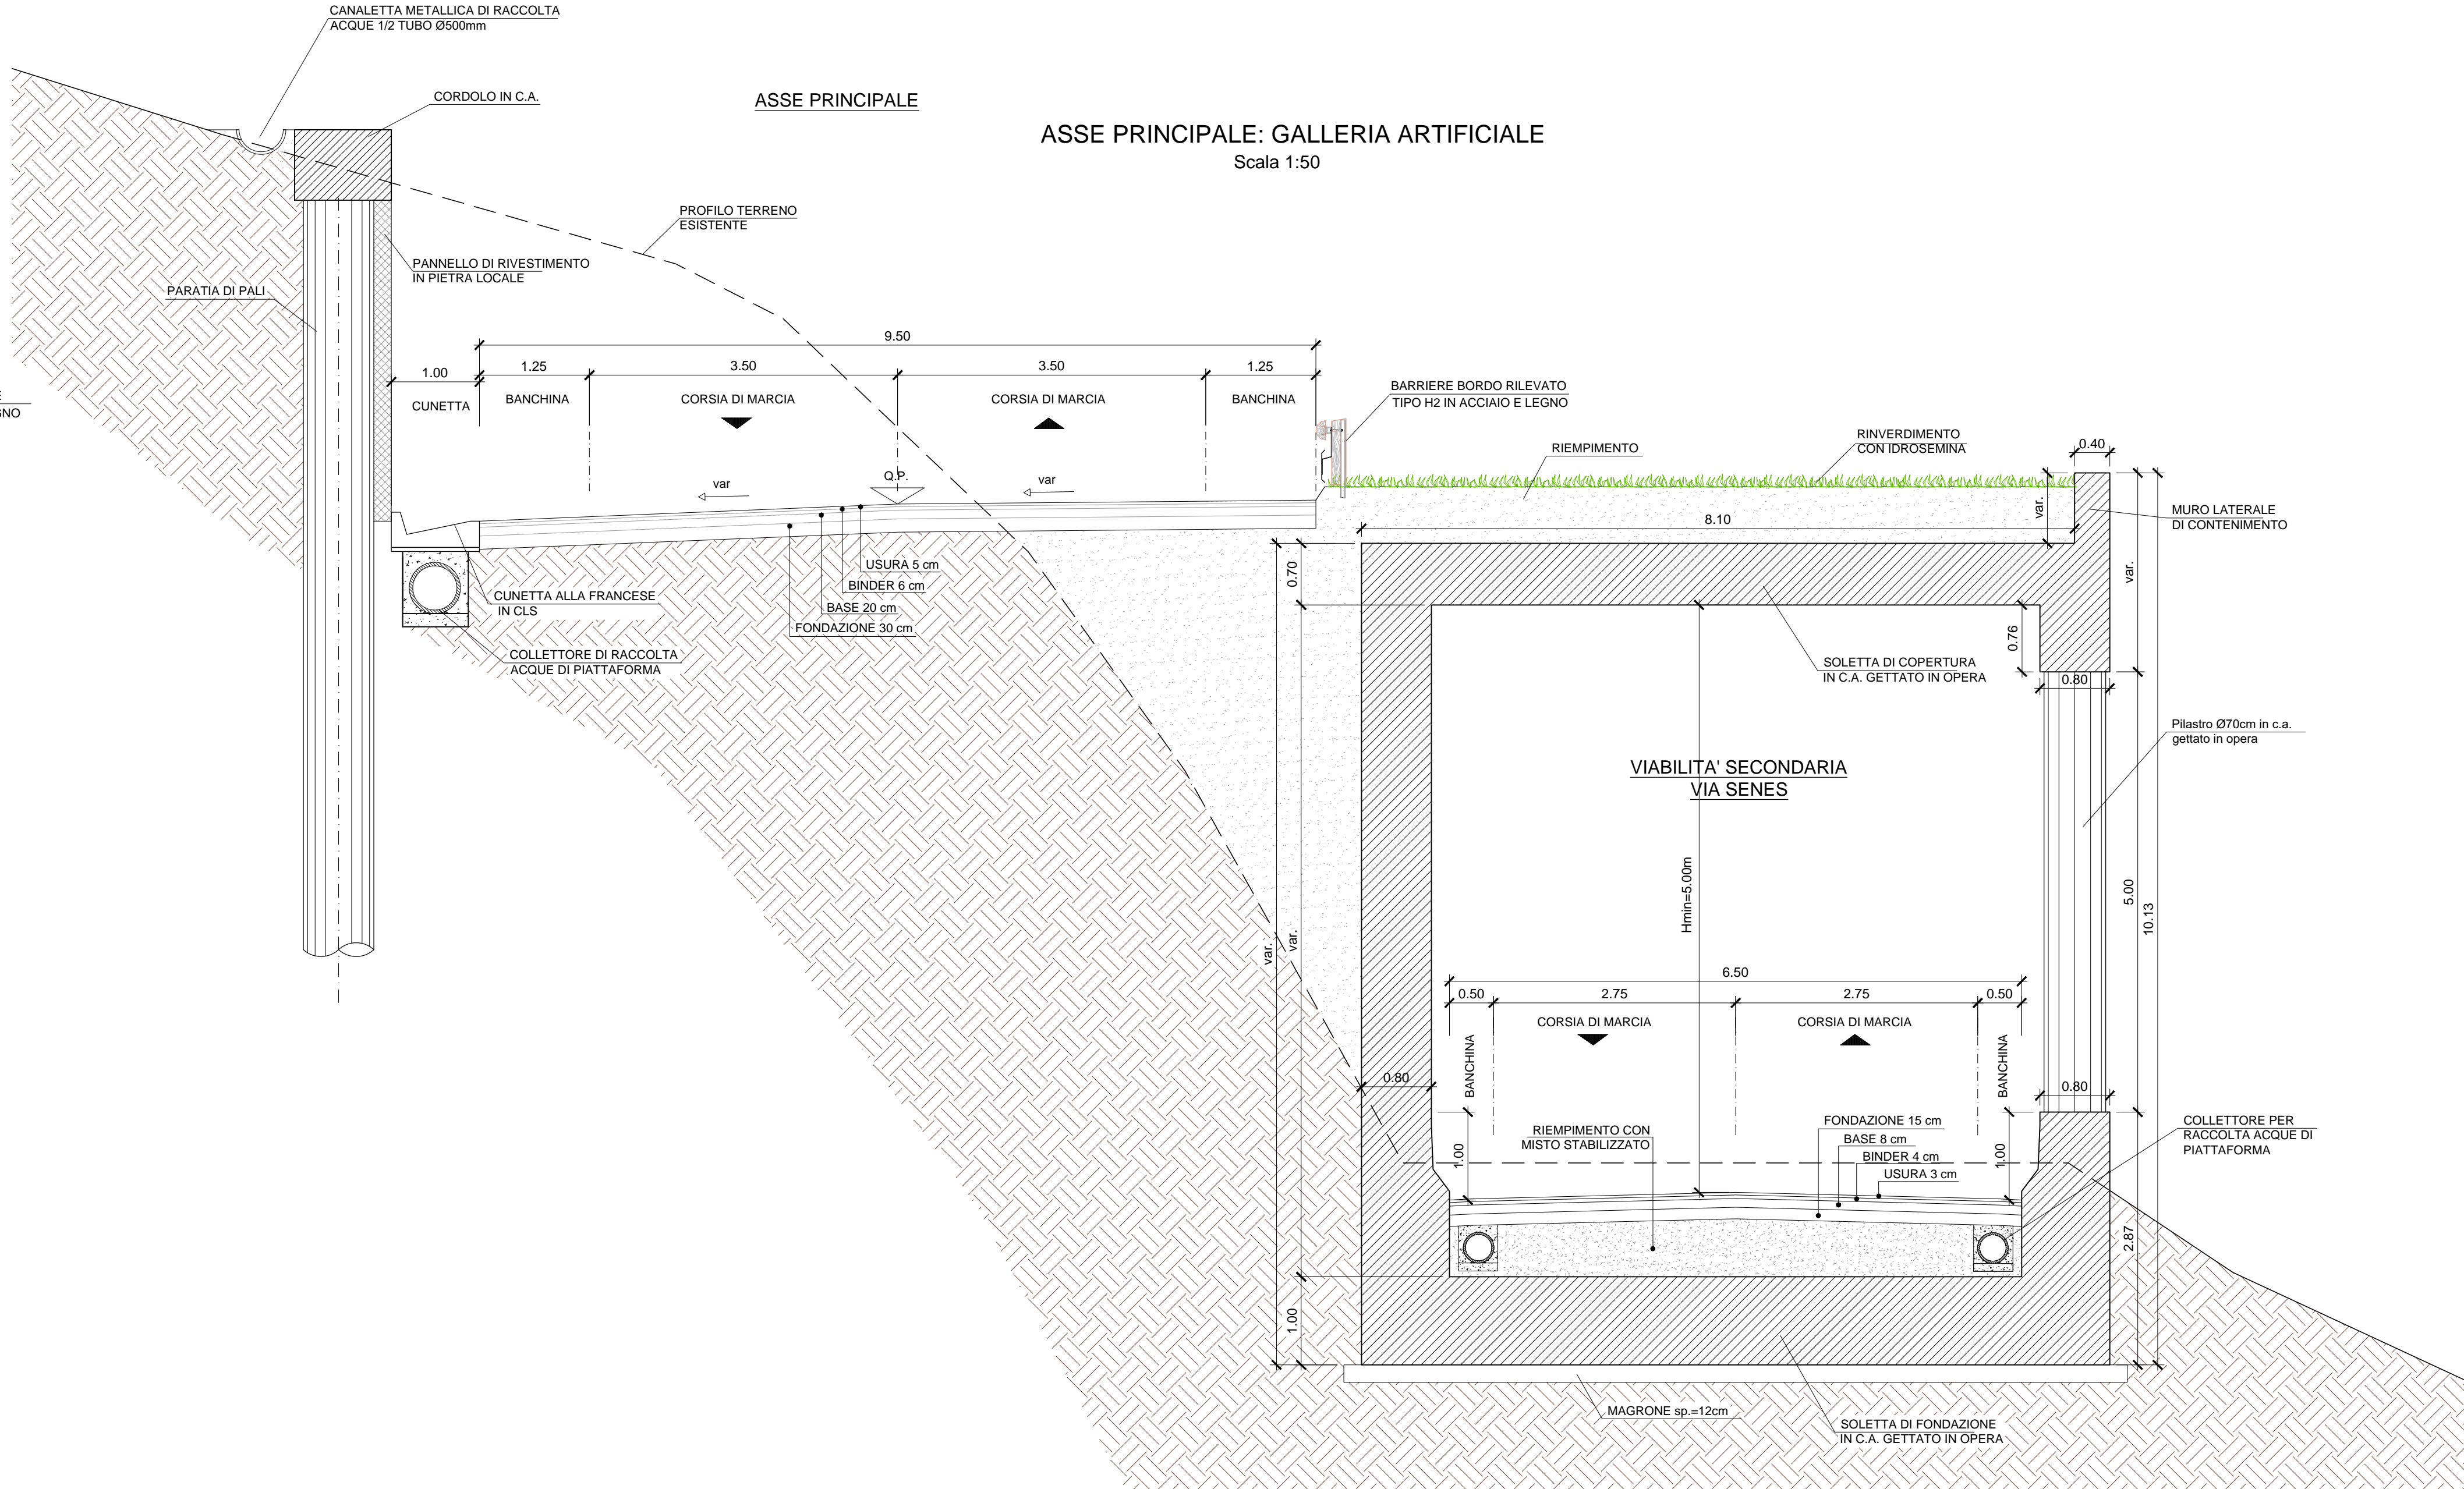 CANALETTA METALLICA DI RACCOLTA
ACQUE 1/2 TUBO Ø500mm
CORDOLO IN C.A.
ASSE PRINCIPALE
ASSE PRINCIPALE: GALLERIA ARTIFICIALE
Scala 1:50
PROFILO TERRENO
ESISTENTE
PANNELLO DI RIVESTIMENTO
IN PIETRA LOCALE
PARATIA DI PALI
9.50
1.00
1.25
3.50
3.50
1.25
CUNETTA
BANCHINA
CORSIA DI MARCIA
CORSIA DI MARCIA
BANCHINA
BARRIERE BORDO RILEVATO
TIPO H2 IN ACCIAIO E LEGNO
RIEMPIMENTO
RINVERDIMENTO
CON IDROSEMINA
0.40
var
Q.P.
var
var.
8.10
MURO LATERALE
DI CONTENIMENTO
USURA 5 cm
BINDER 6 cm
BASE 20 cm
FONDAZIONE 30 cm
CUNETTA ALLA FRANCESE
IN CLS
COLLETTORE DI RACCOLTA
ACQUE DI PIATTAFORMA
0.70
var.
0.76
SOLETTA DI COPERTURA
IN C.A. GETTATO IN OPERA
0.80
Pilastro Ø70cm in c.a.
gettato in opera
VIABILITA' SECONDARIA
VIA SENES
Hmin=5.00m
5.00
10.13
var.
var.
6.50
0.50
2.75
2.75
0.50
CORSIA DI MARCIA
CORSIA DI MARCIA
BANCHINA
BANCHINA
0.80
0.80
1.00
1.00
RIEMPIMENTO CON
MISTO STABILIZZATO
FONDAZIONE 15 cm
BASE 8 cm
BINDER 4 cm
USURA 3 cm
COLLETTORE PER
RACCOLTA ACQUE DI
PIATTAFORMA
2.87
1.00
MAGRONE sp.=12cm
SOLETTA DI FONDAZIONE
IN C.A. GETTATO IN OPERA